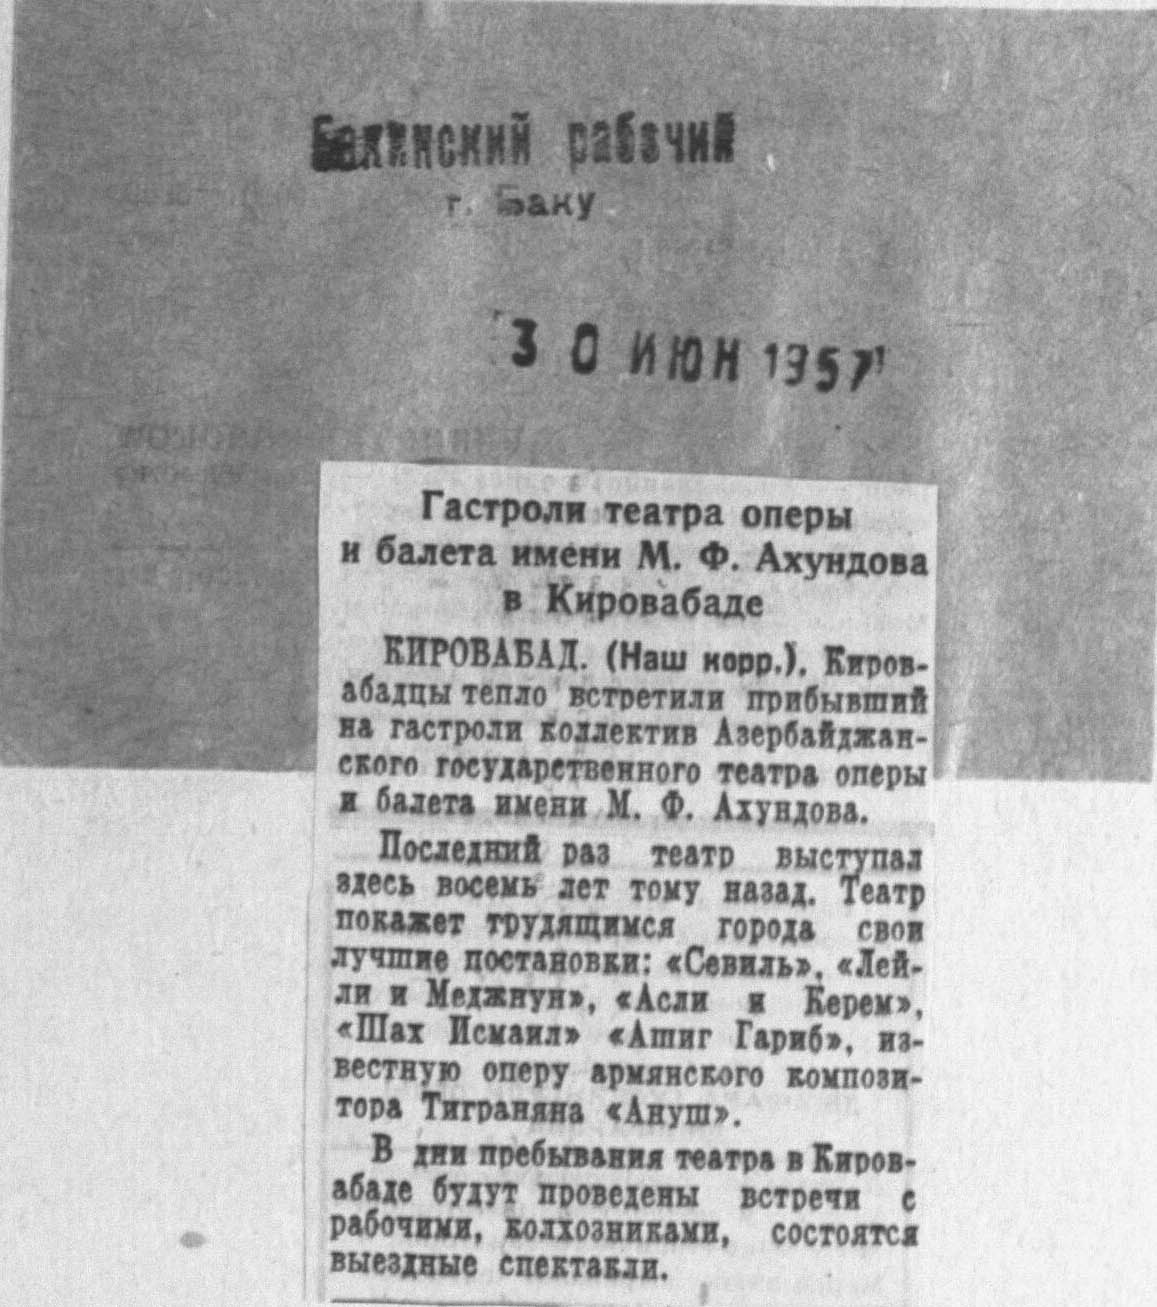 Бакинский рабочий
г. Баку
30 ИЮН 1957
Гастроли театра оперы
и балета имени М. Ф. Ахундова
в Кировабаде
КИРОВАБАД. (Наш корр.). Киров-
абадцы тепло встретили прибывший
на гастроли коллектив Азербайджан-
ского государственного театра оперы
и балета имени М. Ф. Ахундова.
Последний раз театр выступал
здесь восемь лет тому назад. Театр
покажет трудящимся города свои
лучшие постановки: «Севиль», «Лей-
ли и Меджнун», «Асли и Керем»,
«Шах Исмаил» «Ашиг Гариб», из-
вестную оперу армянского компози-
тора Тиграняна «Ануш».
В дни пребывания театра в Киров-
абаде будут проведены встречи с
рабочими, колхозниками, состоятся
выездные спектакли.